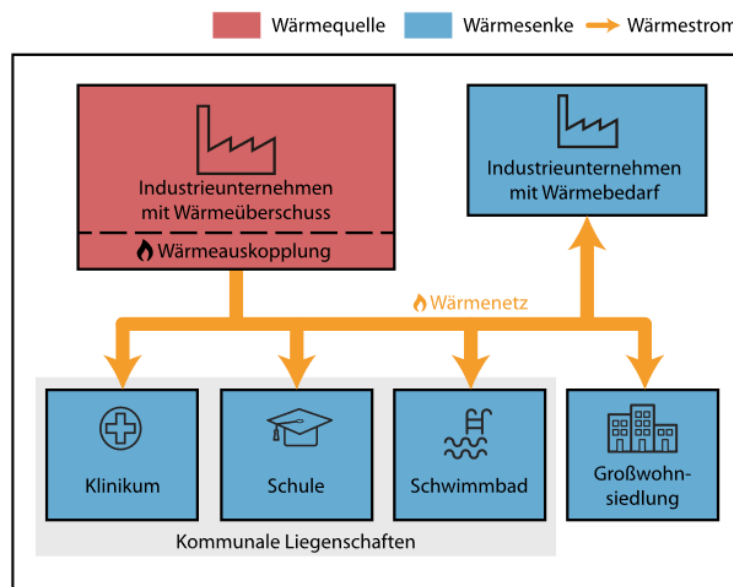 Wärmequelle
Wärmesenke
Wärmestrom
Industrieunternehmen
mit Wärmeüberschuss
Wärmeauskopplung
Industrieunternehmen
mit Wärmebedarf
Wärmenetz
Klinikum
Schule
Schwimmbad
Großwohn-
siedlung
Kommunale Liegenschaften